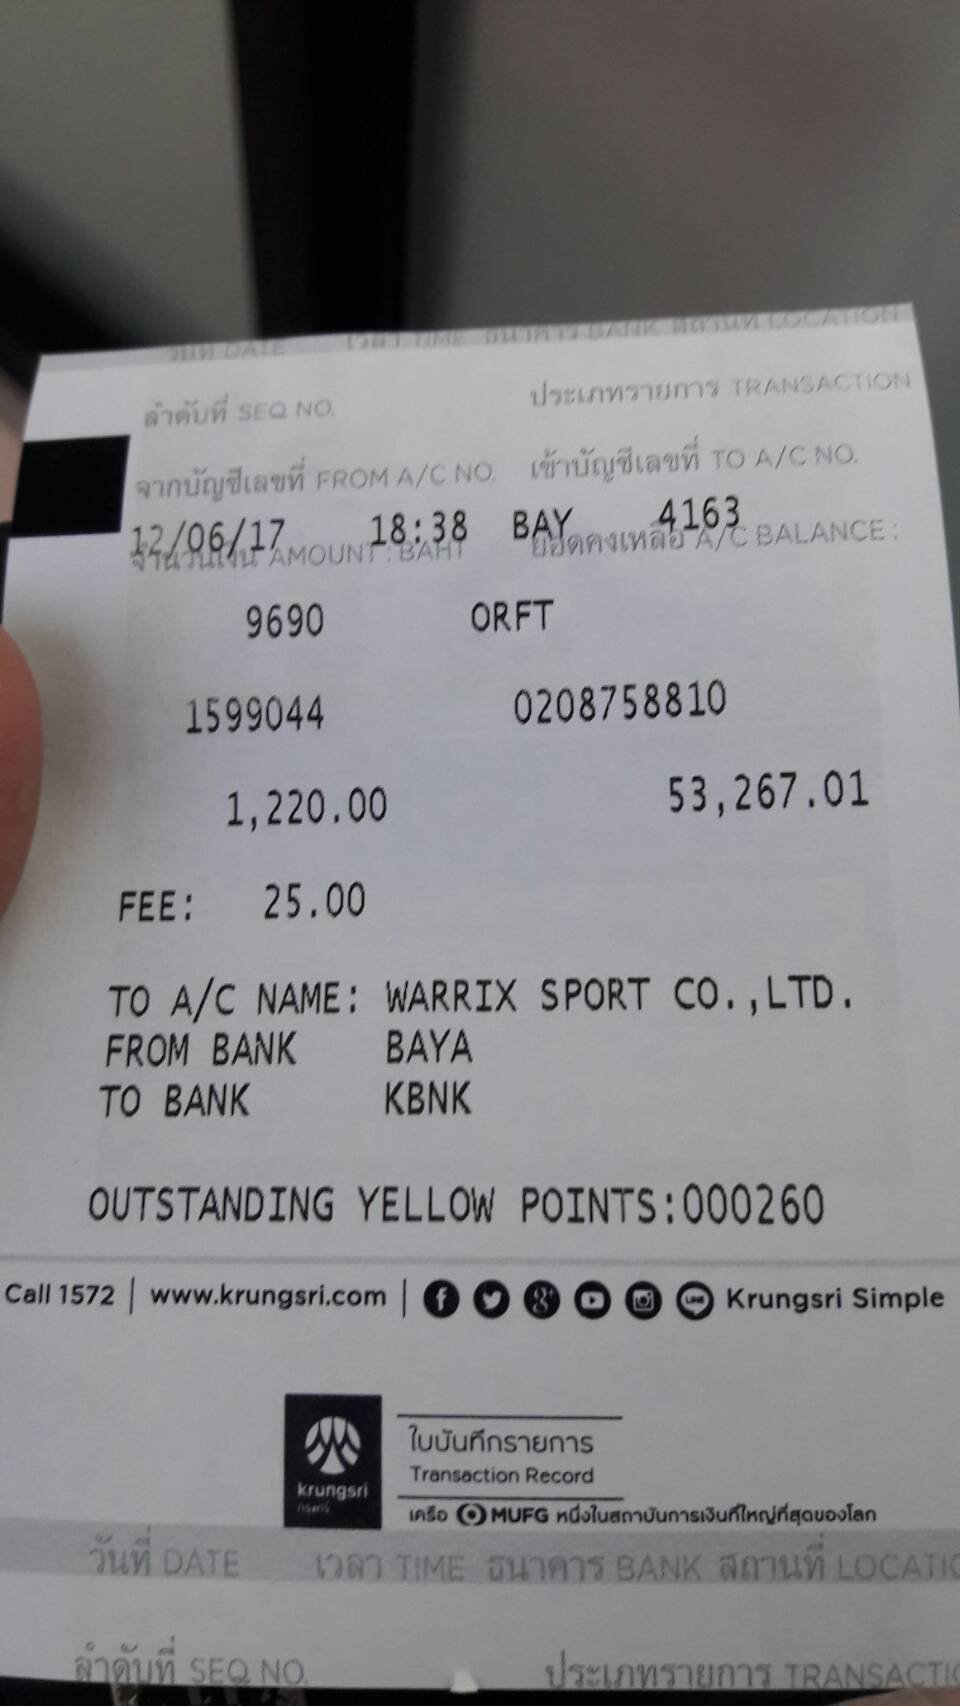 วันที่ DATE เวลา TIME ธนาคาร BANK สถานที่ LOCATION
ลำดับที่ SEQ NO. ประเภทรายการ TRANSACTION
จากบัญชีเลขที่ FROM A/C NO. เข้าบัญชีเลขที่ TO A/C NO.
12/06/17 18:38 BAY 4163
จำนวนเงิน AMOUNT : BAHT ยอดคงเหลือ A/C BALANCE :
9690 ORFT
1599044 0208758810
1,220.00 53,267.01
FEE: 25.00
TO A/C NAME: WARRIX SPORT CO.,LTD.
FROM BANK BAYA
TO BANK KBNK
OUTSTANDING YELLOW POINTS:000260
Call 1572 | www.krungsri.com | Krungsri Simple
krungsri
กรุงศรี
ใบบันทึกรายการ
Transaction Record
เครือ MUFG หนึ่งในสถาบันการเงินที่ใหญ่ที่สุดของโลก
วันที่ DATE เวลา TIME ธนาคาร BANK สถานที่ LOCATIO
ลำดับที่ SEQ NO. ประเภทรายการ TRANSACTIO